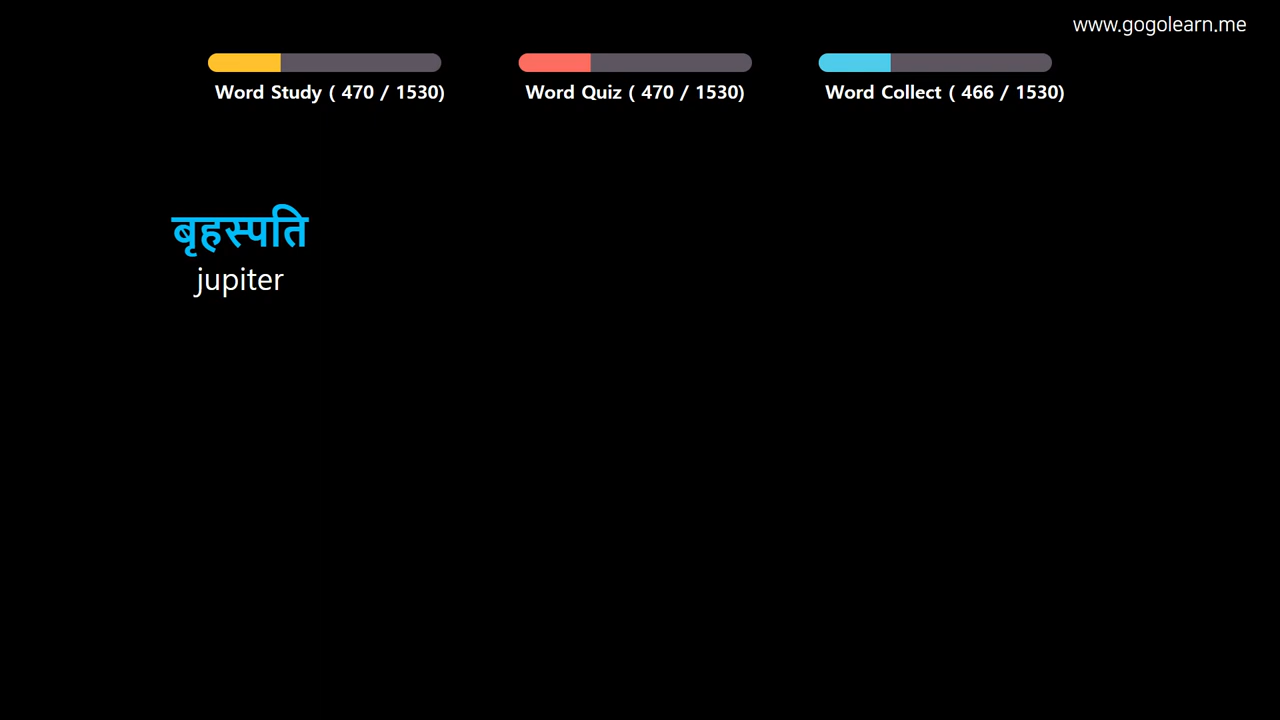 www.gogolearn.me
Word Study ( 470 / 1530)
Word Quiz ( 470 / 1530)
Word Collect ( 466 / 1530)
बृहस्पति
jupiter